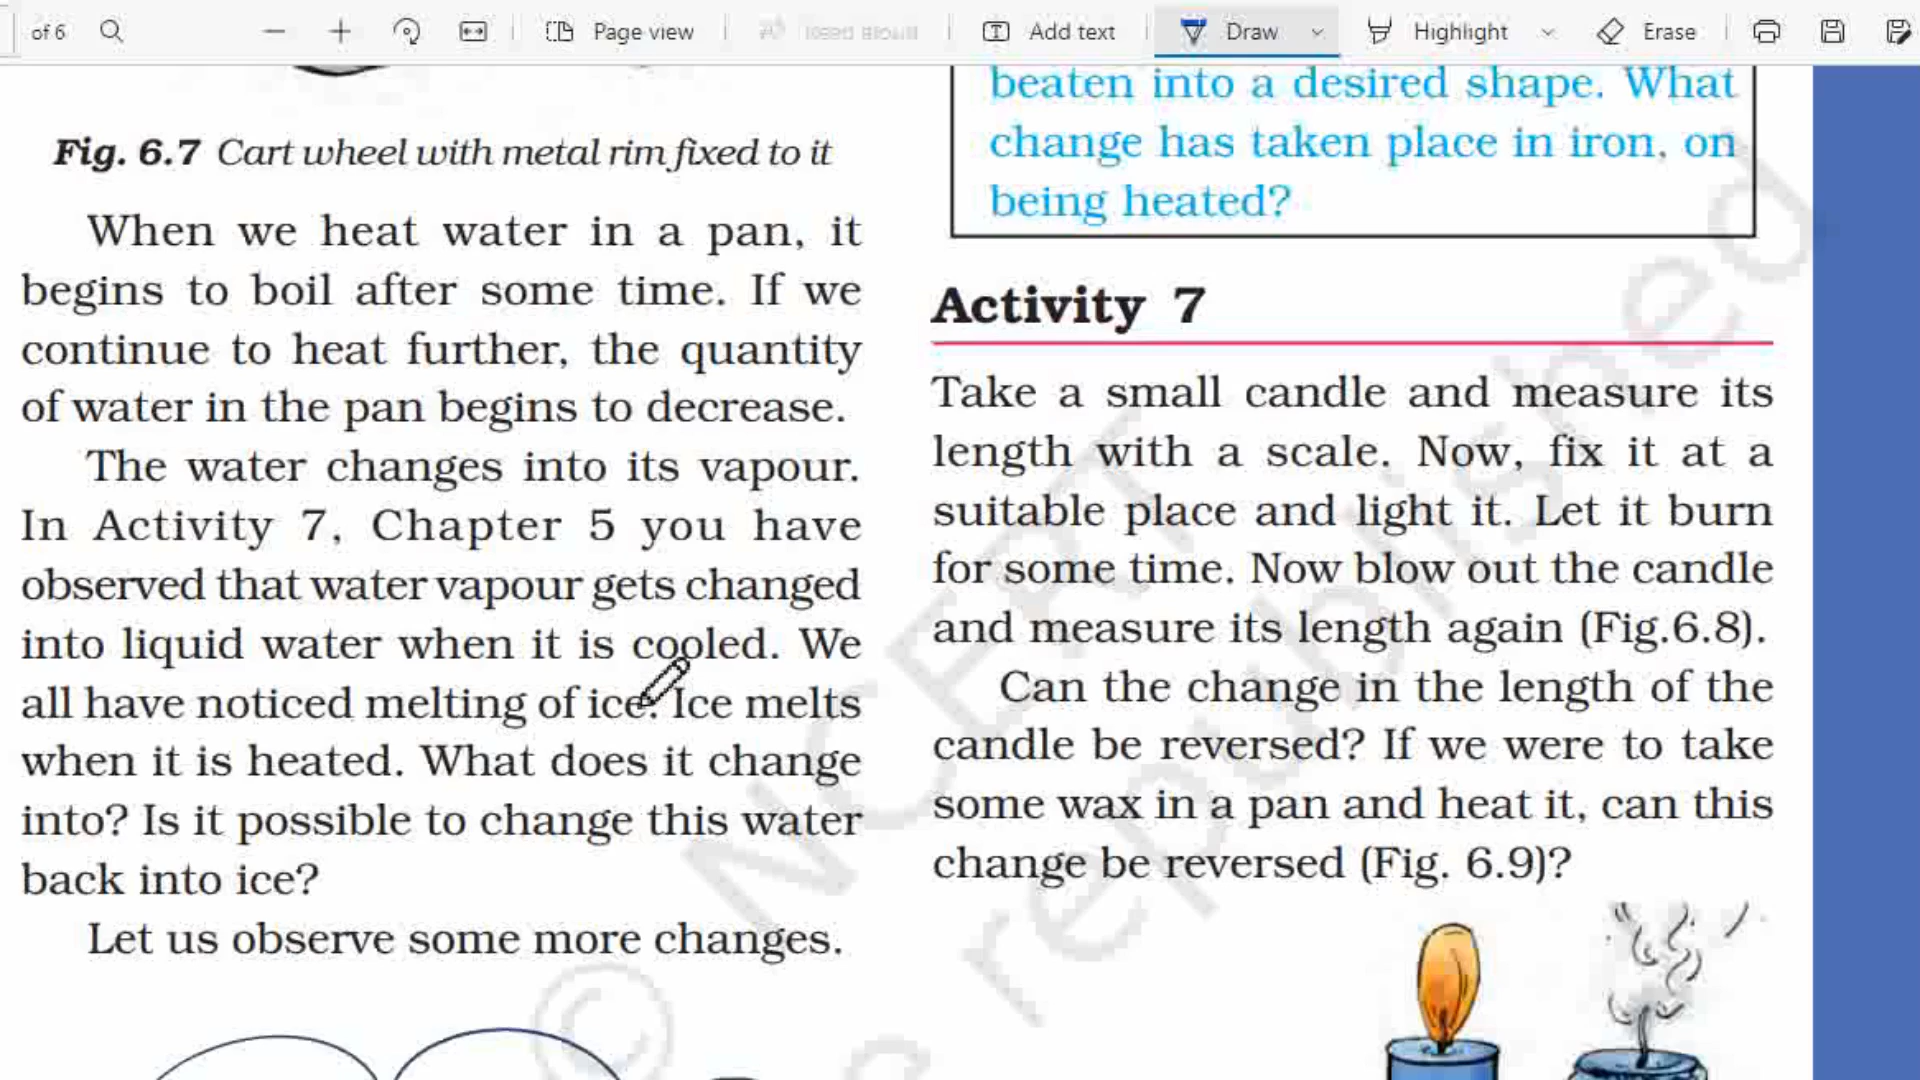 of 6
Page view
Read aloud
Add text
Draw
Highlight
Erase
Fig. 6.7 Cart wheel with metal rim fixed to it
When we heat water in a pan, it
begins to boil after some time. If we
continue to heat further, the quantity
of water in the pan begins to decrease.
The water changes into its vapour.
In Activity 7, Chapter 5 you have
observed that water vapour gets changed
into liquid water when it is cooled. We
all have noticed melting of ice. Ice melts
when it is heated. What does it change
into? Is it possible to change this water
back into ice?
Let us observe some more changes.
beaten into a desired shape. What
change has taken place in iron, on
being heated?
Activity 7
Take a small candle and measure its
length with a scale. Now, fix it at a
suitable place and light it. Let it burn
for some time. Now blow out the candle
and measure its length again (Fig.6.8).
Can the change in the length of the
candle be reversed? If we were to take
some wax in a pan and heat it, can this
change be reversed (Fig. 6.9)?
© NCERT
republished